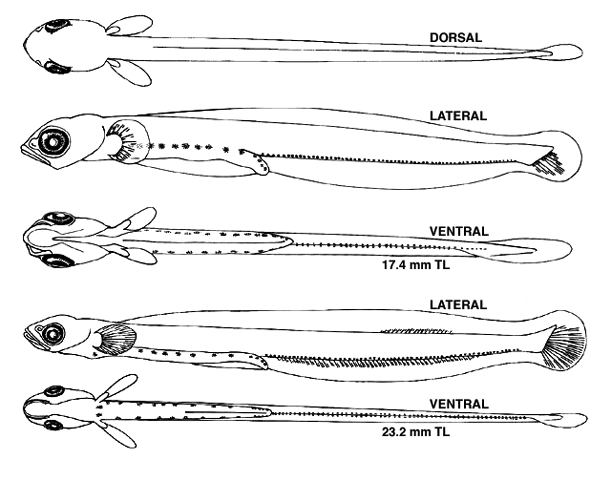 DORSAL
LATERAL
VENTRAL
17.4 mm TL
LATERAL
VENTRAL
23.2 mm TL